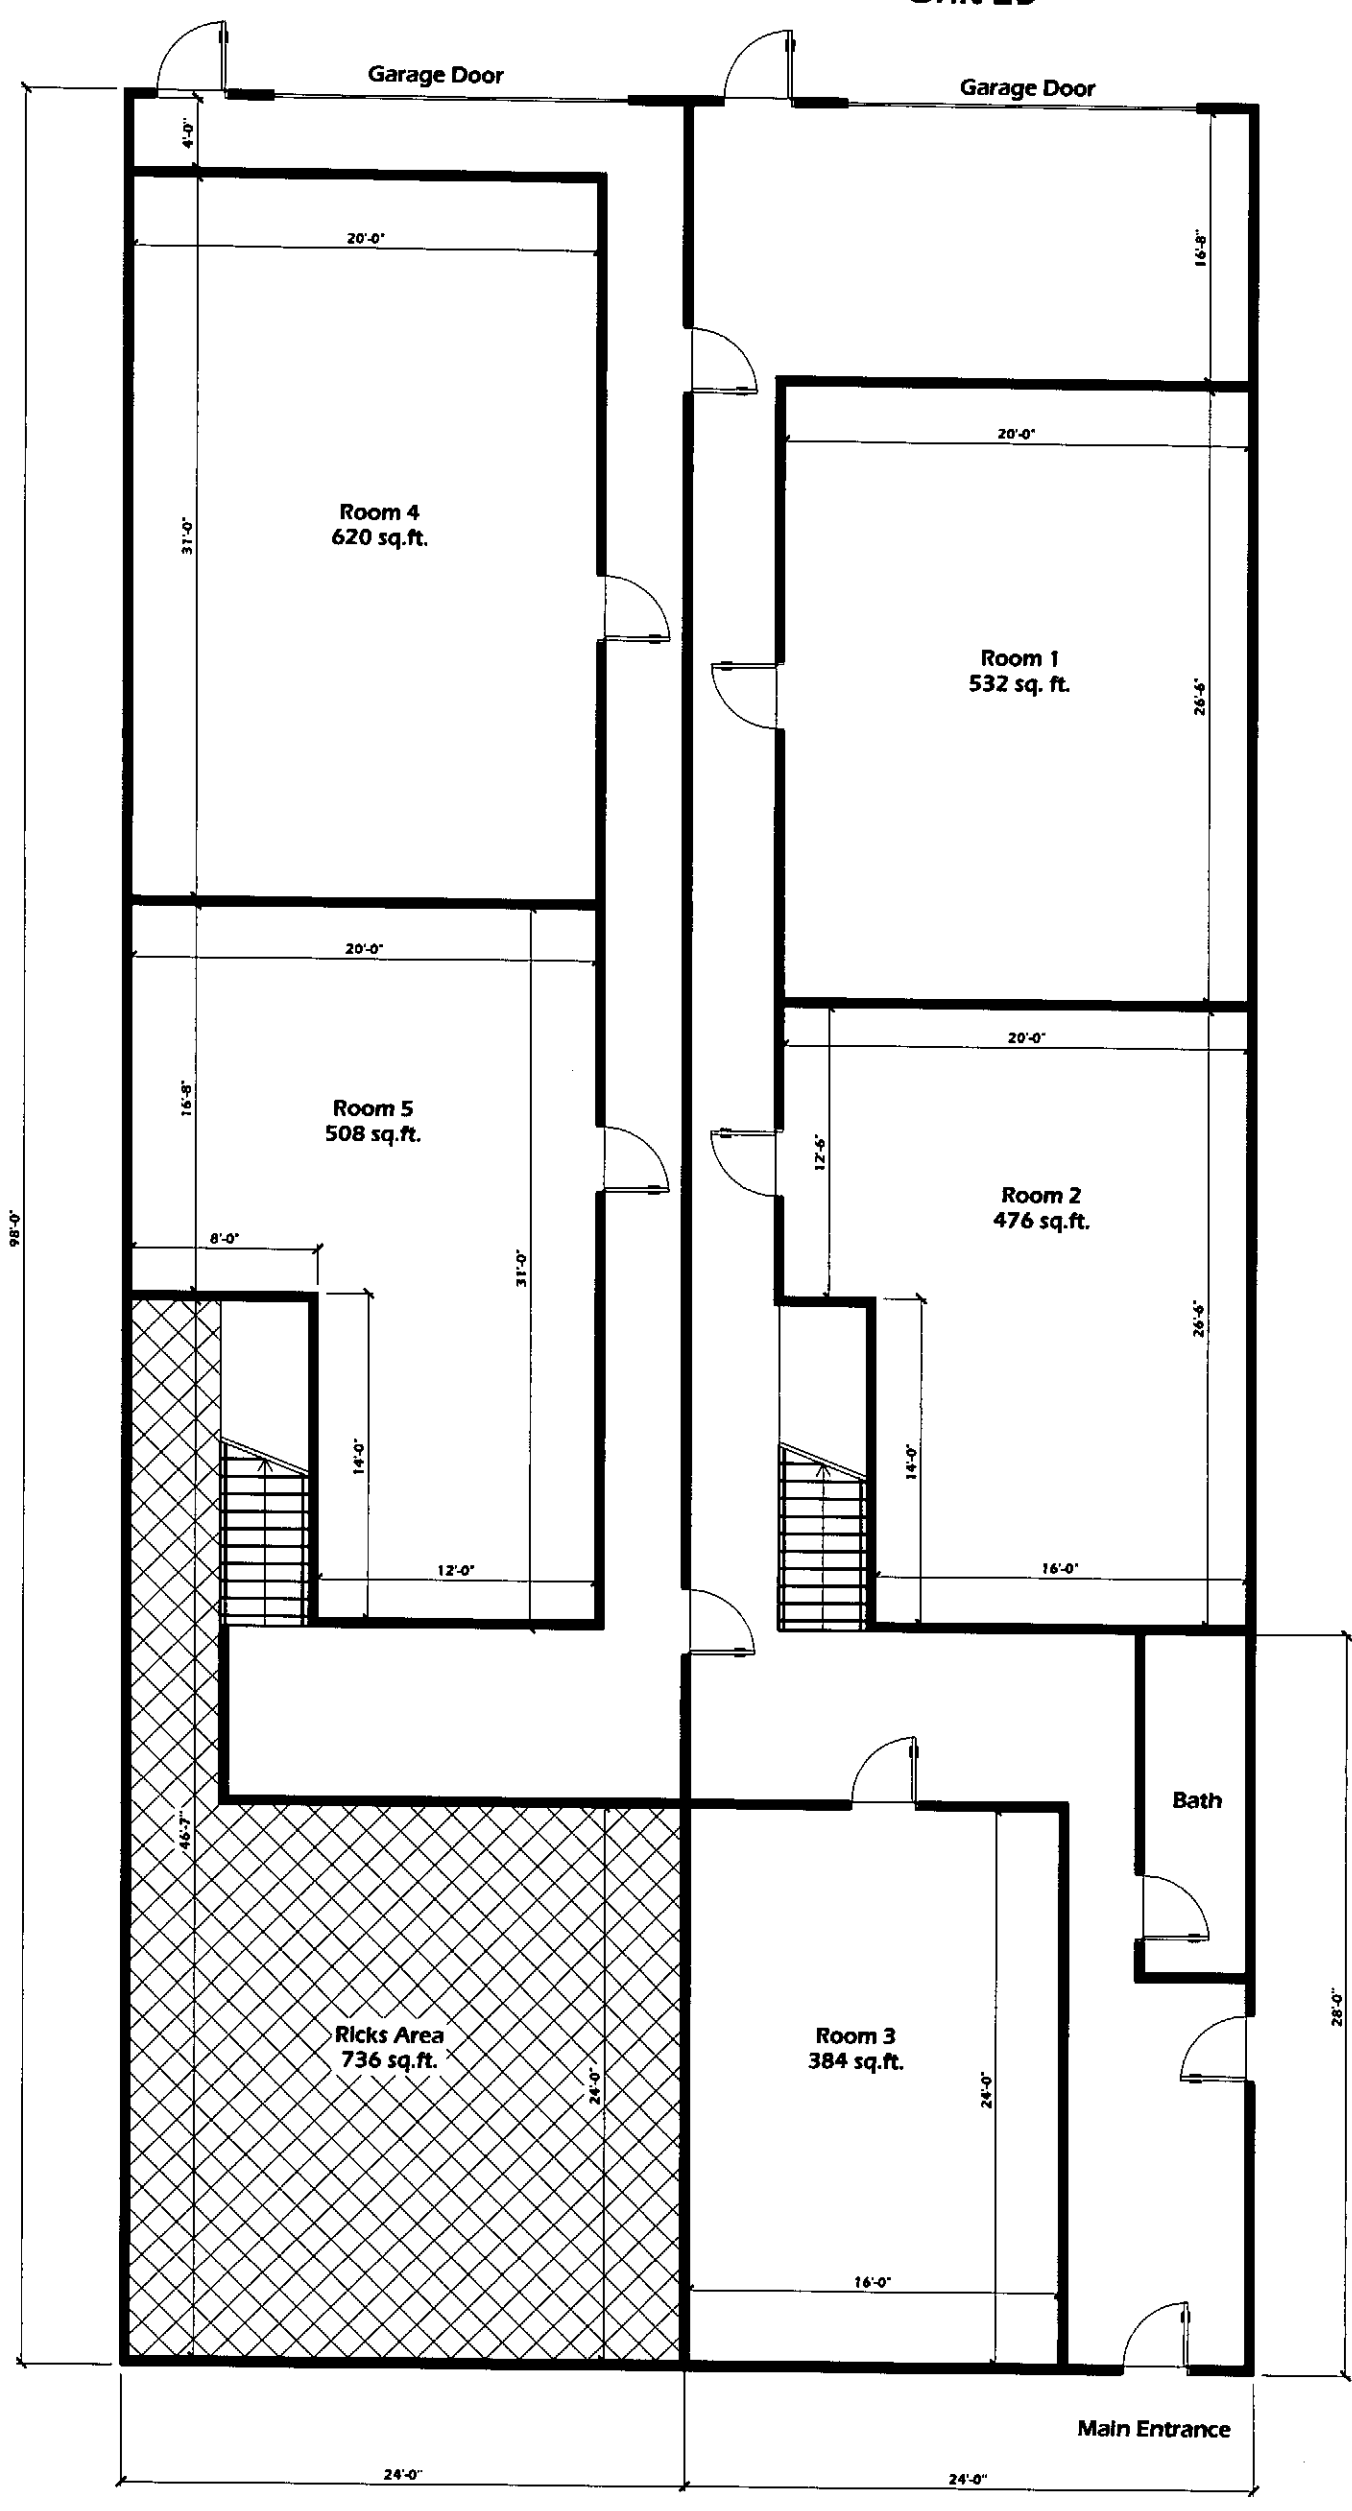 Garage Door
Garage Door
4'-0"
16'-8"
20'-0"
20'-0"
Room 4
620 sq.ft.
31'-0"
Room 1
532 sq. ft.
26'-6"
20'-0"
20'-0"
16'-8"
Room 5
508 sq.ft.
12'-6"
Room 2
476 sq.ft.
98'-0"
8'-0"
31'-0"
26'-6"
14'-0"
14'-0"
12'-0"
16'-0"
46'-7"
Bath
Ricks Area
736 sq.ft.
24'-0"
Room 3
384 sq.ft.
24'-0"
28'-0"
16'-0"
Main Entrance
24'-0"
24'-0"